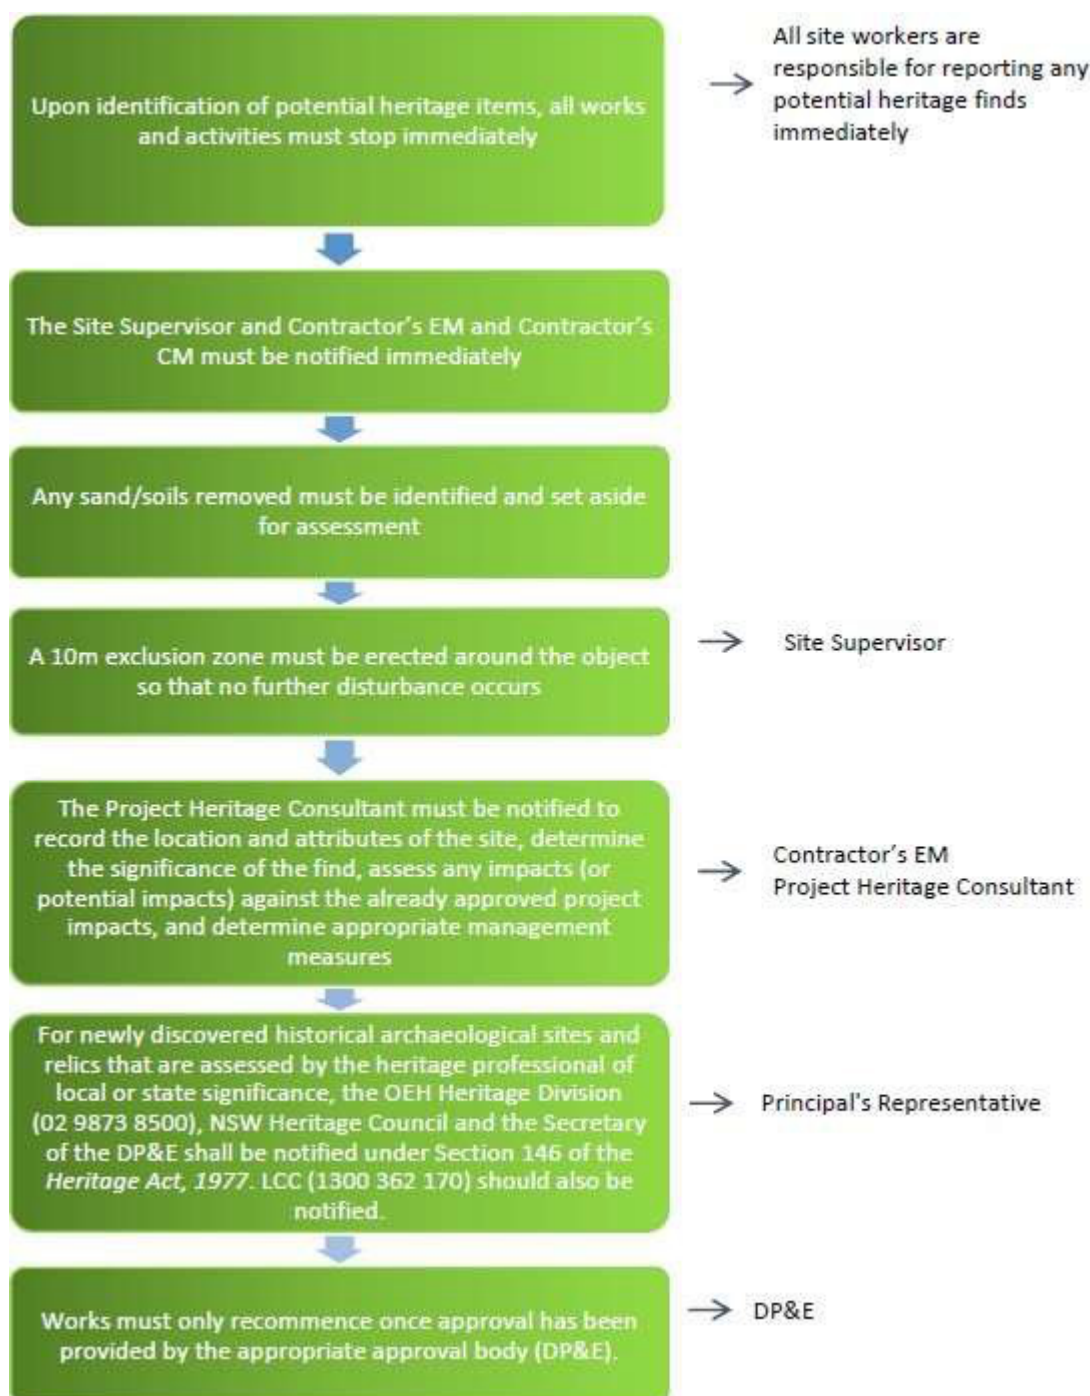 Upon identification of potential heritage items, all works
and activities must stop immediately
All site workers are
responsible for reporting any
potential heritage finds
immediately
The Site Supervisor and Contractor's EM and Contractor's
CM must be notified immediately
Any sand/soils removed must be identified and set aside
for assessment
A 10m exclusion zone must be erected around the object
so that no further disturbance occurs
Site Supervisor
The Project Heritage Consultant must be notified to
record the location and attributes of the site, determine
the significance of the find, assess any impacts (or
potential impacts) against the already approved project
impacts, and determine appropriate management
measures
Contractor's EM
Project Heritage Consultant
For newly discovered historical archaeological sites and
relics that are assessed by the heritage professional of
local or state significance, the OEH Heritage Division
(02 9873 8500), NSW Heritage Council and the Secretary
of the DP&E shall be notified under Section 146 of the
Heritage Act, 1977. LCC (1300 362 170) should also be
notified.
Principal's Representative
Works must only recommence once approval has been
provided by the appropriate approval body (DP&E).
DP&E